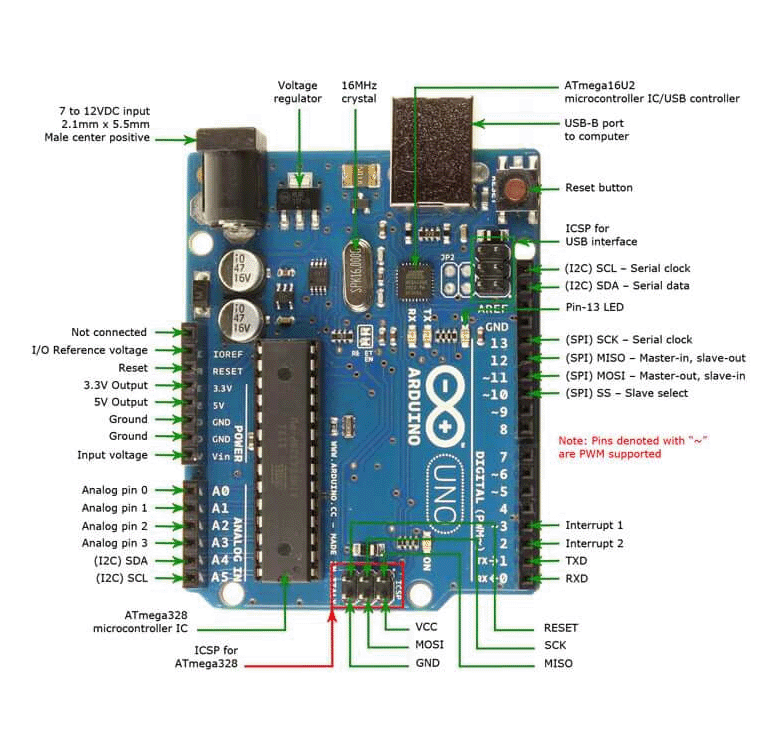 Voltage
regulator
16MHz
crystal
ATmega16U2
microcontroller IC/USB controller
7 to 12VDC input
2.1mm x 5.5mm
Male center positive
USB-B port
to computer
Reset button
RESET
ICSP for
USB interface
(I2C) SCL – Serial clock
(I2C) SDA – Serial data
Pin-13 LED
47
16V
47
16V
SPK16.000G
JP2
AREF
GND
RX
TX
RESET
EN
Not connected
I/O Reference voltage
Reset
3.3V Output
5V Output
Ground
Ground
Input voltage
IOREF
RESET
3.3V
5V
GND
GND
Vin
POWER
13
12
~11
~10
~9
8
(SPI) SCK – Serial clock
(SPI) MISO – Master-in, slave-out
(SPI) MOSI – Master-out, slave-in
(SPI) SS – Slave select
Note: Pins denoted with “~”
are PWM supported
ARDUINO
UNO
WWW.ARDUINO.CC - MADE
7
~6
~5
4
~3
2
TX→1
RX←0
DIGITAL (PWM~)
Analog pin 0
Analog pin 1
Analog pin 2
Analog pin 3
(I2C) SDA
(I2C) SCL
A0
A1
A2
A3
A4
A5
ANALOG IN
Interrupt 1
Interrupt 2
TXD
RXD
ON
ICSP
ATmega328
microcontroller IC
ICSP for
ATmega328
VCC
MOSI
GND
RESET
SCK
MISO